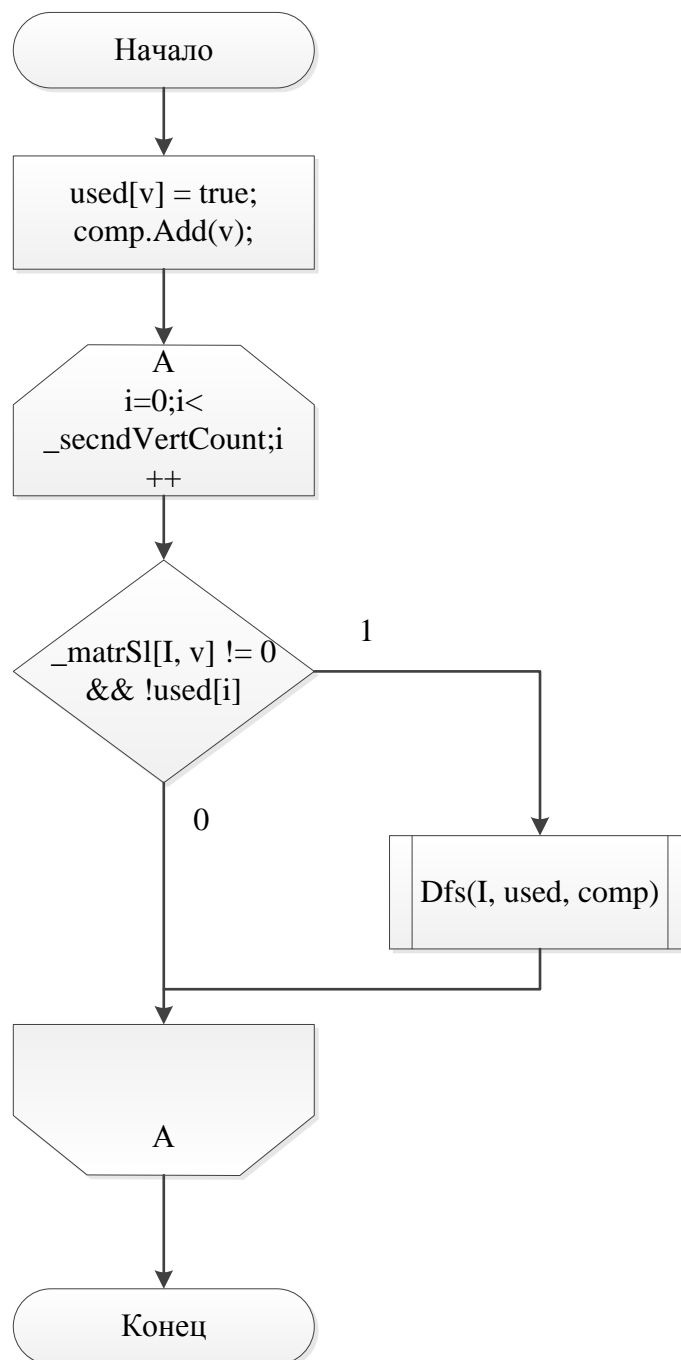 Начало
used[v] = true;
comp.Add(v);
A
i=0;i<
_secndVertCount;i
++
_matrSl[I, v] != 0
&& !used[i]
1
0
Dfs(I, used, comp)
A
Конец